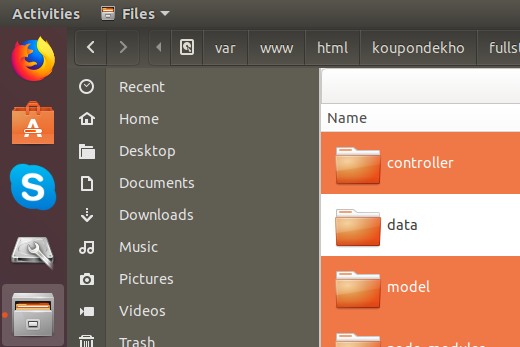 Activities Files
var www html koupondekho fullst
Recent
Home
Desktop
Documents
Downloads
Music
Pictures
Videos
Trash
Name
controller
data
model
node_modules